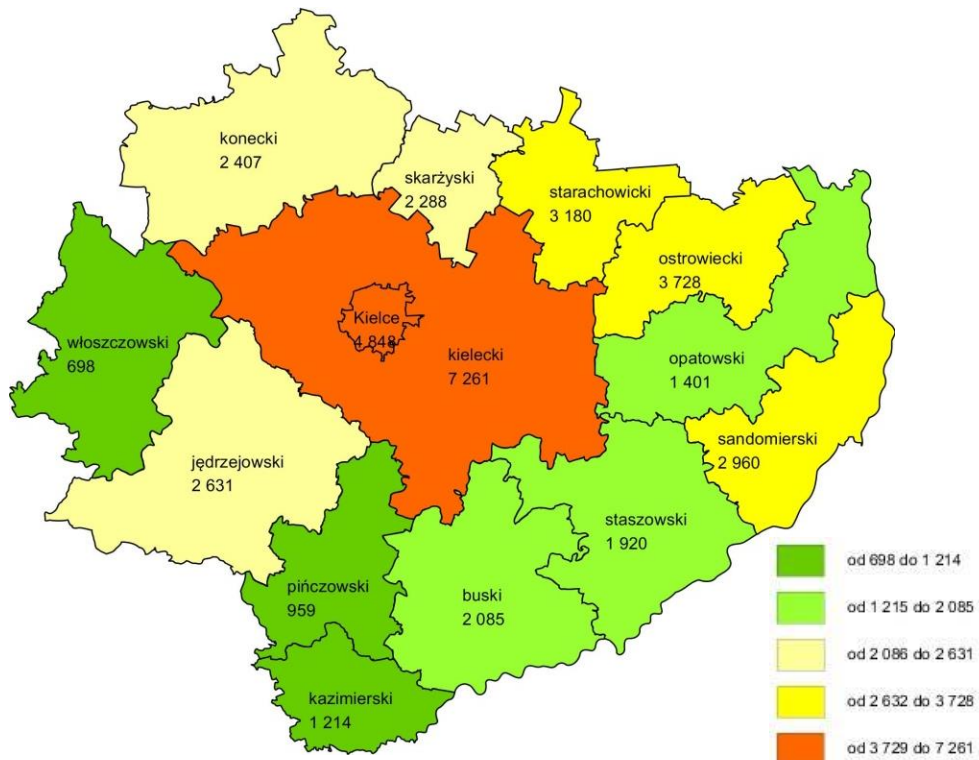 konecki
2 407
skarżyski
2 288
starachowicki
3 180
ostrowiecki
3 728
włoszczowski
698
Kielce
4 848
kielecki
7 261
opatowski
1 401
sandomierski
2 960
jędrzejowski
2 631
staszowski
1 920
pińczowski
959
buski
2 085
kazimierski
1 214
od 698 do 1 214
od 1 215 do 2 085
od 2 086 do 2 631
od 2 632 do 3 728
od 3 729 do 7 261